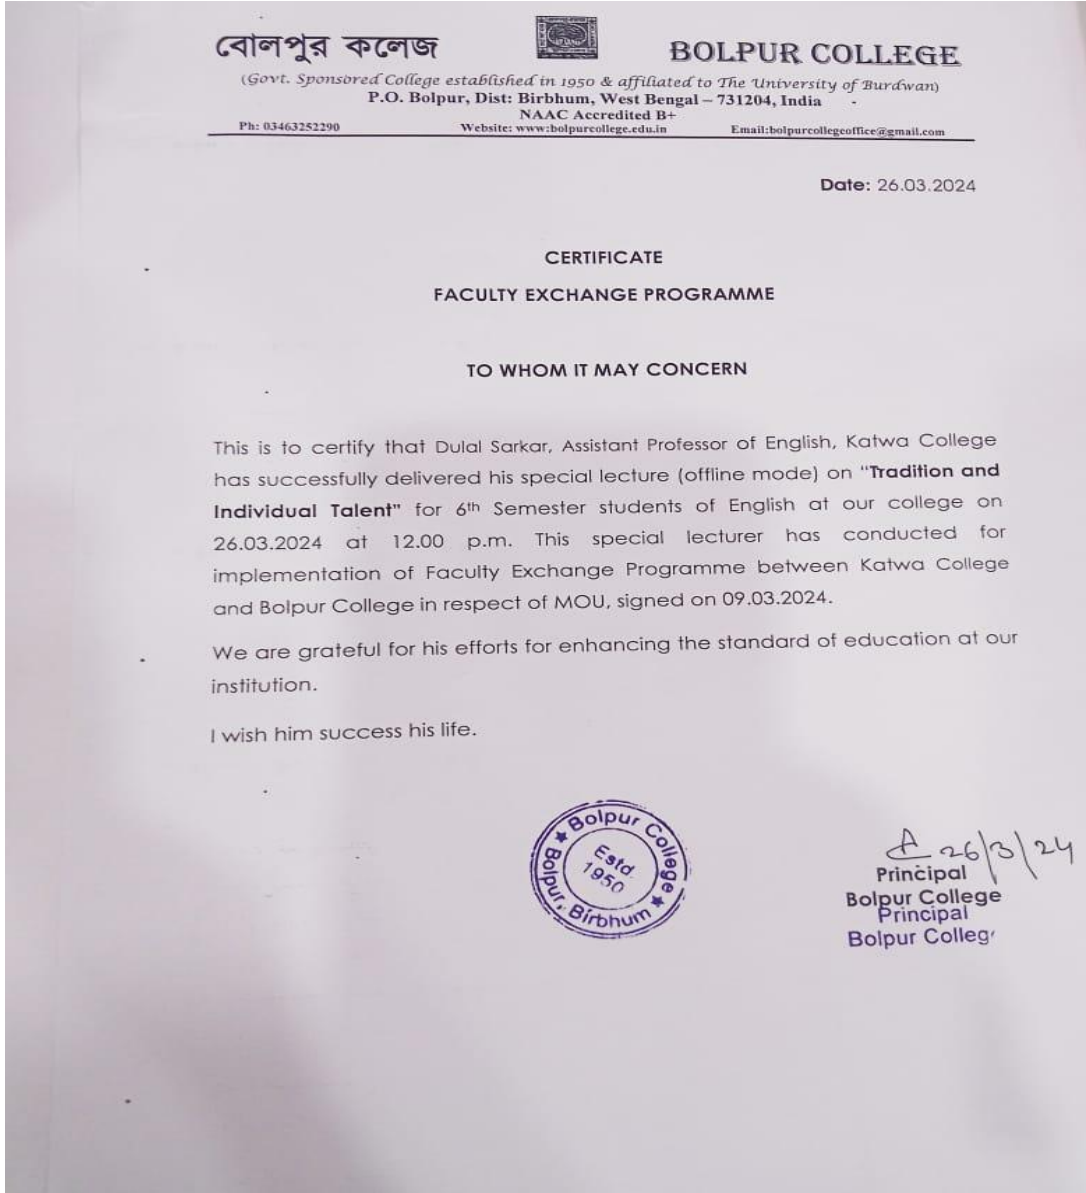 বোলপুর কলেজ BOLPUR COLLEGE
(Govt. Sponsored College established in 1950 & affiliated to The University of Burdwan)
P.O. Bolpur, Dist: Birbhum, West Bengal – 731204, India
NAAC Accredited B+
Ph: 03463252290 Website: www:bolpurcollege.edu.in Email:bolpurcollegeoffice@gmail.com
Date: 26.03.2024
CERTIFICATE
FACULTY EXCHANGE PROGRAMME
TO WHOM IT MAY CONCERN
This is to certify that Dulal Sarkar, Assistant Professor of English, Katwa College
has successfully delivered his special lecture (offline mode) on "Tradition and
Individual Talent" for 6th Semester students of English at our college on
26.03.2024 at 12.00 p.m. This special lecturer has conducted for
implementation of Faculty Exchange Programme between Katwa College
and Bolpur College in respect of MOU, signed on 09.03.2024.
We are grateful for his efforts for enhancing the standard of education at our
institution.
I wish him success his life.
★ Bolpur College ★
Bolpur, Birbhum
Estd.
1950
26/3/24
Principal
Bolpur College
Principal
Bolpur Colleg